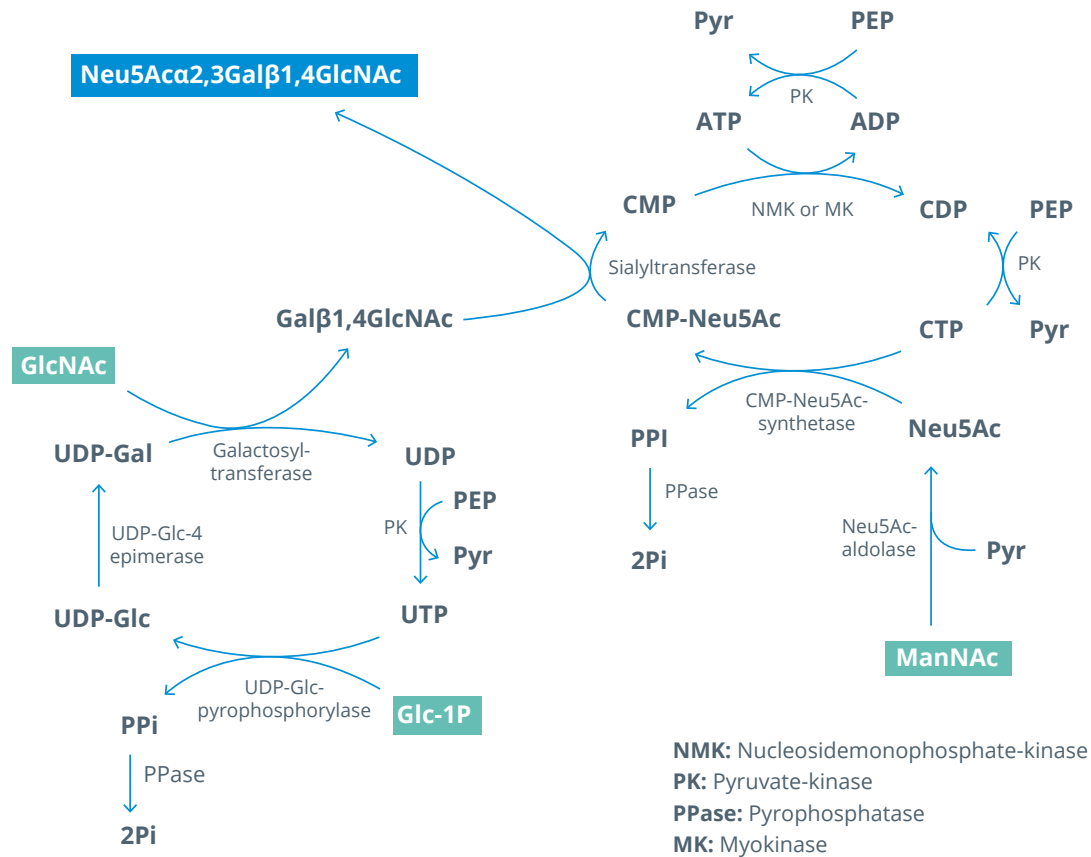 Pyr
PEP
Neu5Acα2,3Galβ1,4GlcNAc
PK
ATP
ADP
CMP
NMK or MK
CDP
PEP
Sialyltransferase
PK
Galβ1,4GlcNAc
CMP-Neu5Ac
CTP
Pyr
GlcNAc
CMP-Neu5Ac-
synthetase
Neu5Ac
UDP-Gal
Galactosyl-
transferase
UDP
PPI
PEP
PPase
PK
UDP-Glc-4
epimerase
Neu5Ac-
aldolase
Pyr
Pyr
2Pi
UDP-Glc
UTP
ManNAc
UDP-Glc-
pyrophosphorylase
Glc-1P
PPi
PPase
2Pi
NMK: Nucleosidemonophosphate-kinase
PK: Pyruvate-kinase
PPase: Pyrophosphatase
MK: Myokinase